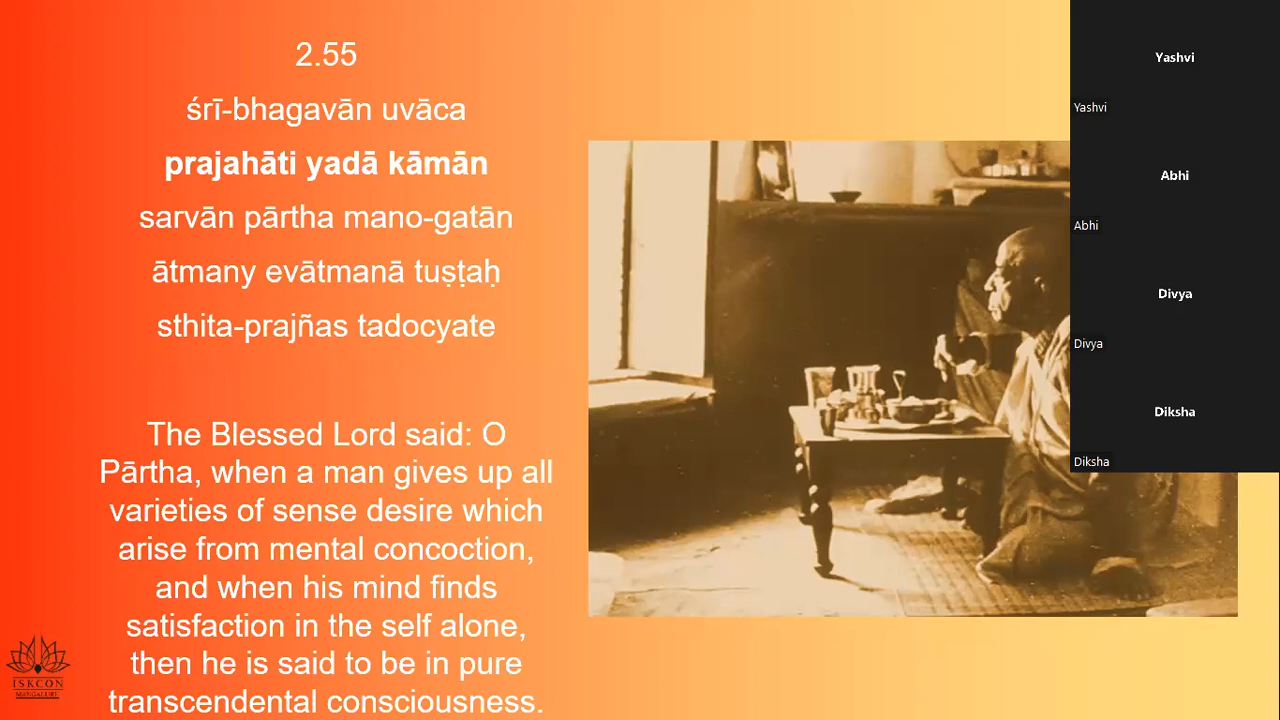 2.55
śrī-bhagavān uvāca
prajahāti yadā kāmān
sarvān pārtha mano-gatān
ātmany evātmanā tuṣṭaḥ
sthita-prajñas tadocyate
The Blessed Lord said: O
Pārtha, when a man gives up all
varieties of sense desire which
arise from mental concoction,
and when his mind finds
satisfaction in the self alone,
then he is said to be in pure
transcendental consciousness.
ISKCON
MANGALURU
Yashvi
Yashvi
Abhi
Abhi
Divya
Divya
Diksha
Diksha